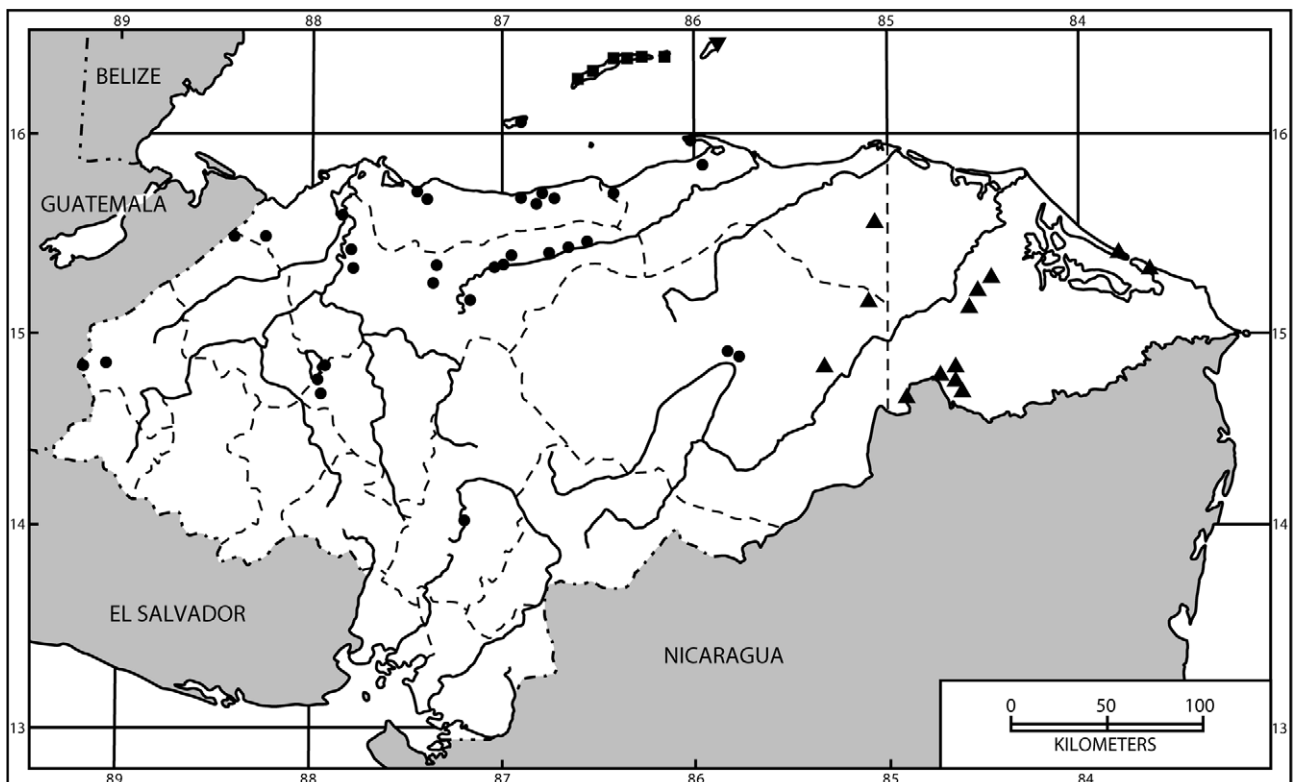 89 88 87 86 85 84
BELIZE
16 16
GUATEMALA
15 15
14 14
EL SALVADOR
NICARAGUA
0 50 100
13 13
KILOMETERS
89 88 87 86 85 84